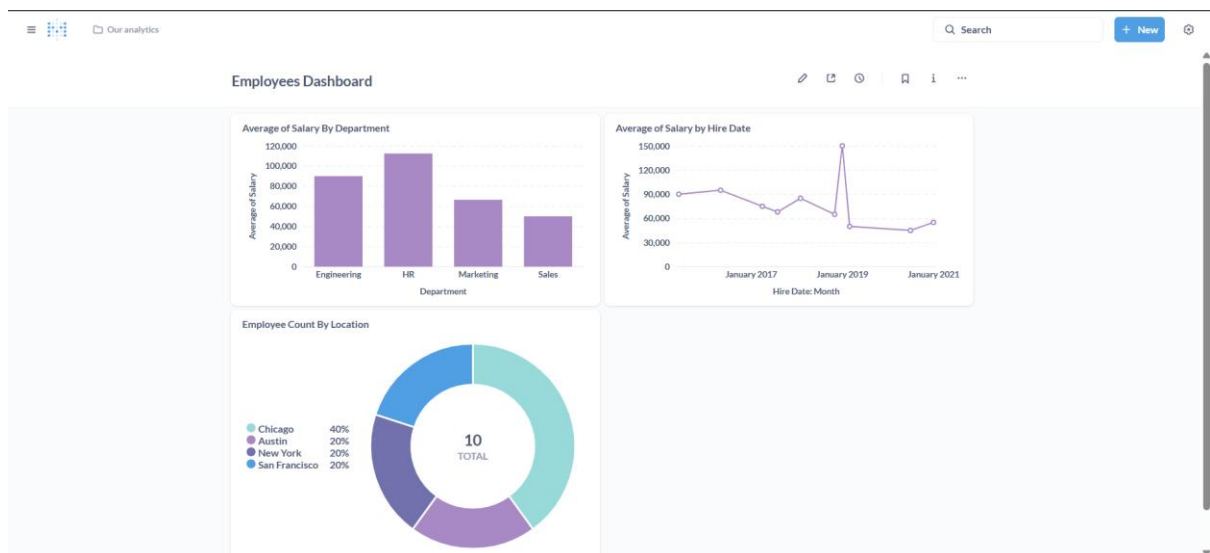 Our analytics
Search
+ New
Employees Dashboard
Average of Salary By Department
120,000
100,000
80,000
60,000
40,000
20,000
0
Average of Salary
Engineering HR Marketing Sales
Department
Average of Salary by Hire Date
150,000
120,000
90,000
60,000
30,000
0
Average of Salary
January 2017 January 2019 January 2021
Hire Date: Month
Employee Count By Location
Chicago 40%
Austin 20%
New York 20%
San Francisco 20%
10
TOTAL